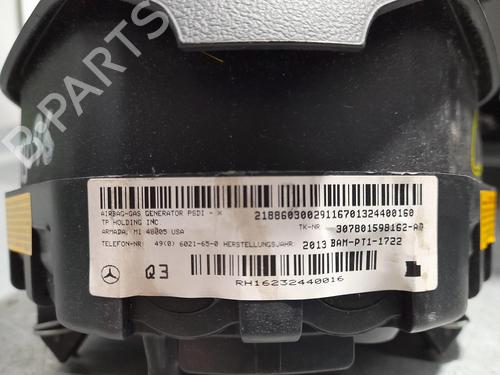 B-PARTS
AIRBAG-GAS GENERATOR PSDI - X
TP HOLDING INC
ARMADA, MI 48005 USA
TELEFON-NR 49(0) 6021-65-0 HERSTELLUNGSJAHR: 2013 BAM-PT1-1722
21886030029116701324400160
TK-NR 307801598162-AD
Q3
RH16232440016